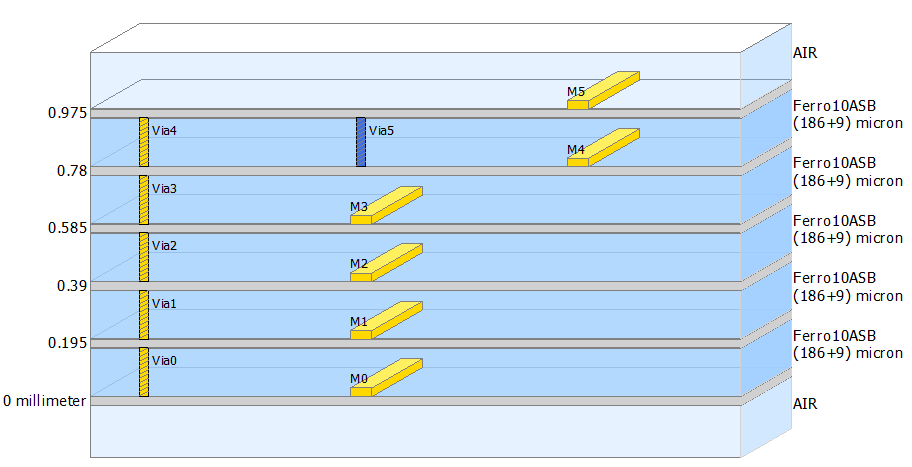 AIR
M5
0.975
Ferro10ASB
(186+9) micron
Via4
Via5
M4
0.78
Ferro10ASB
(186+9) micron
Via3
M3
0.585
Ferro10ASB
(186+9) micron
Via2
M2
0.39
Ferro10ASB
(186+9) micron
Via1
M1
0.195
Ferro10ASB
(186+9) micron
Via0
M0
0 millimeter
AIR